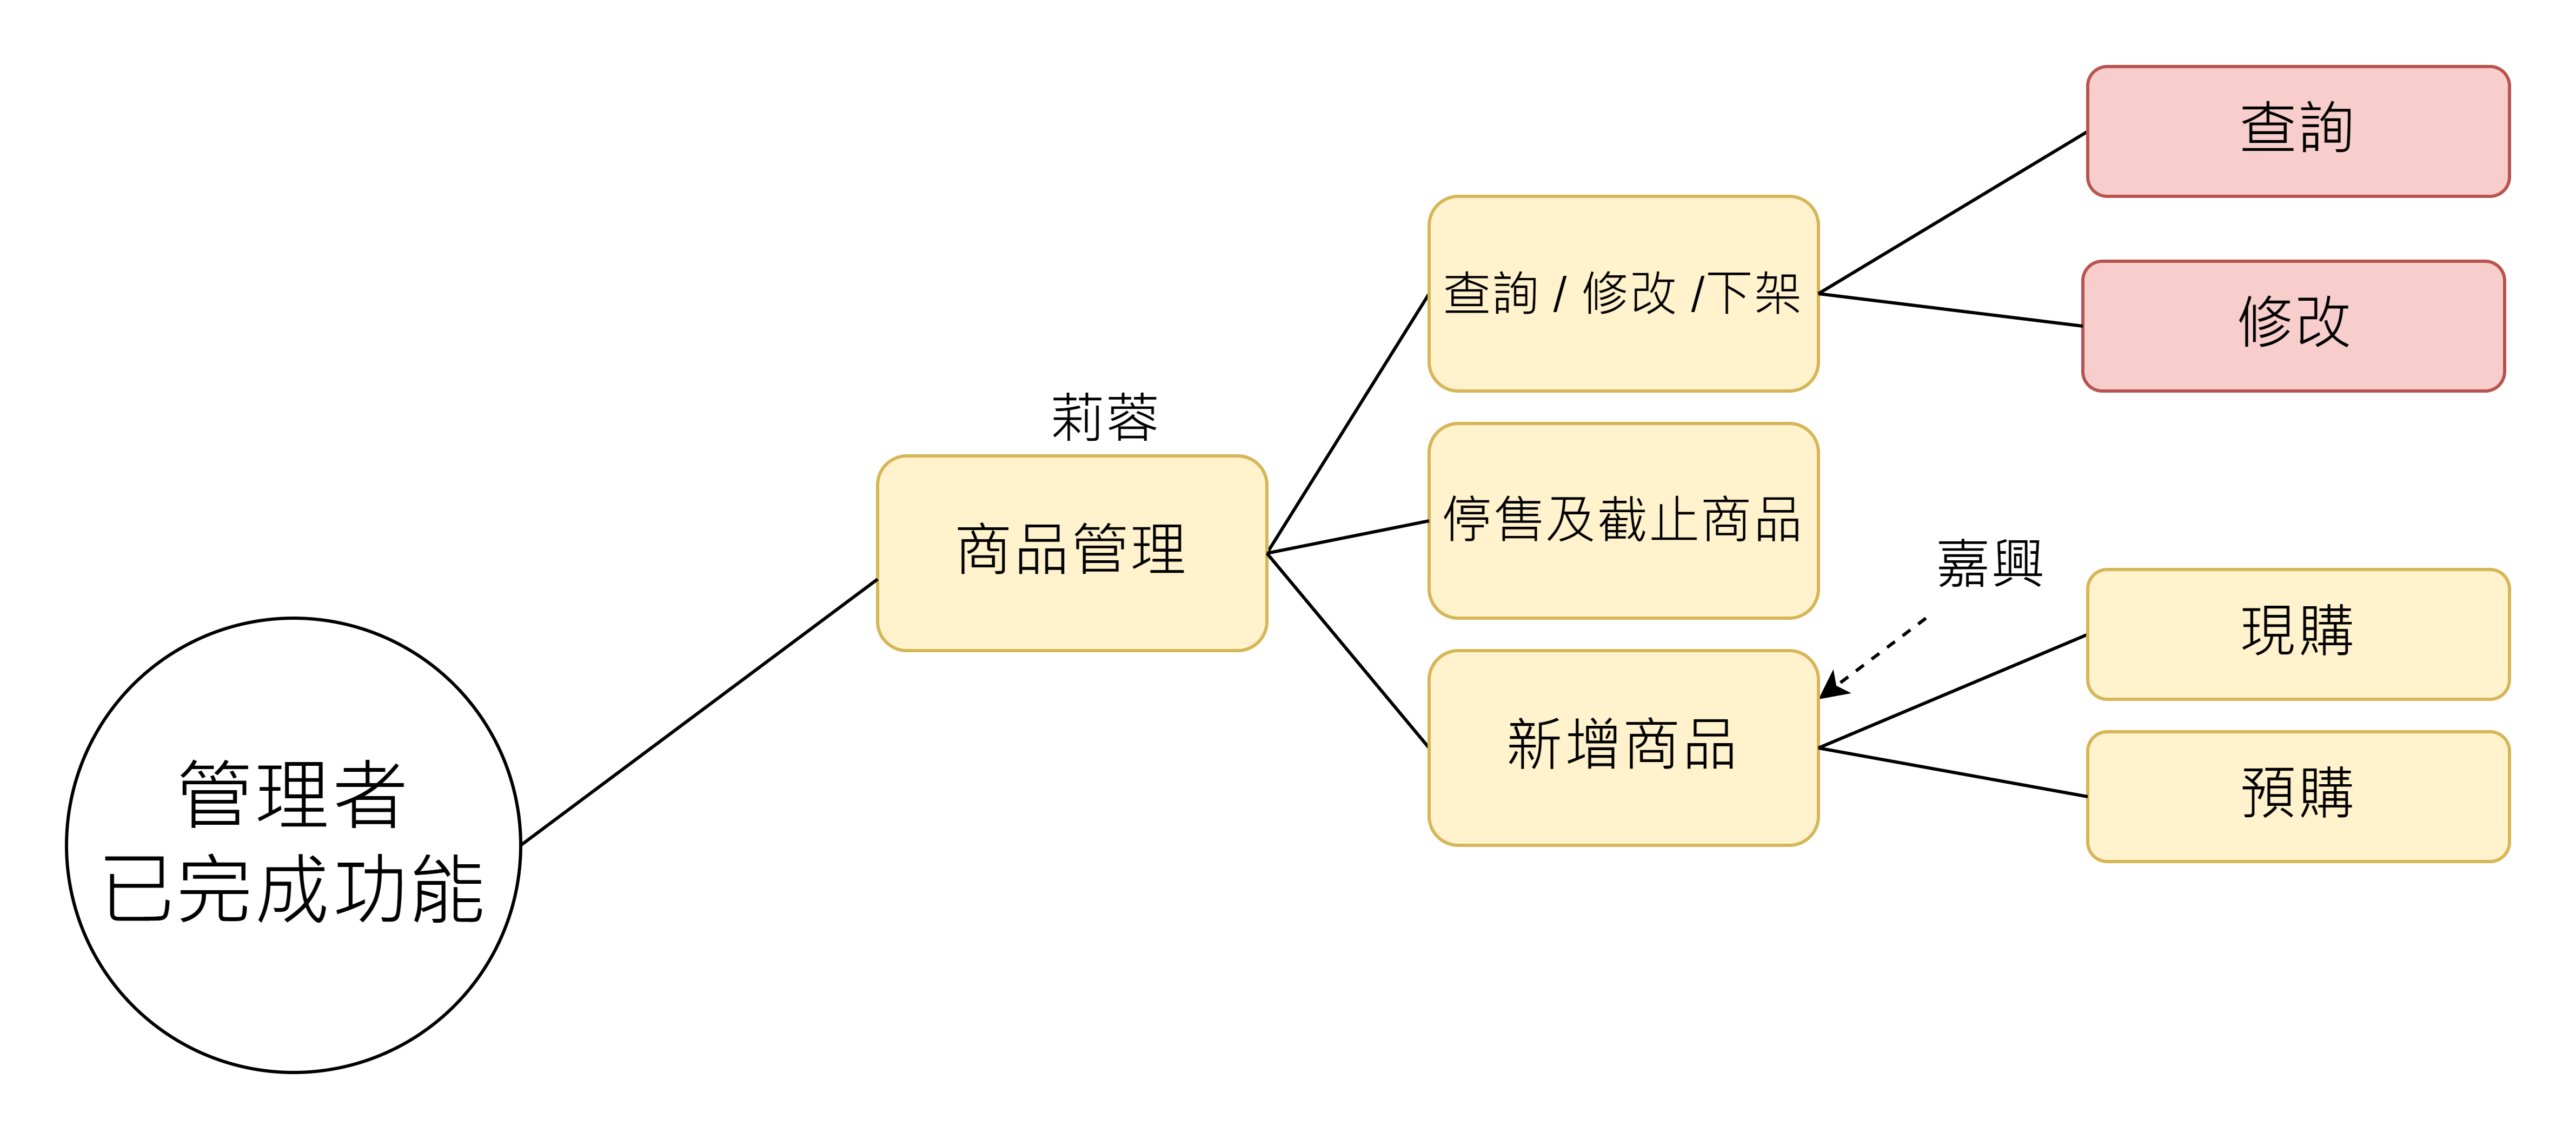 管理者
已完成功能
莉蓉
商品管理
查詢 / 修改 /下架
查詢
修改
停售及截止商品
嘉興
新增商品
現購
預購